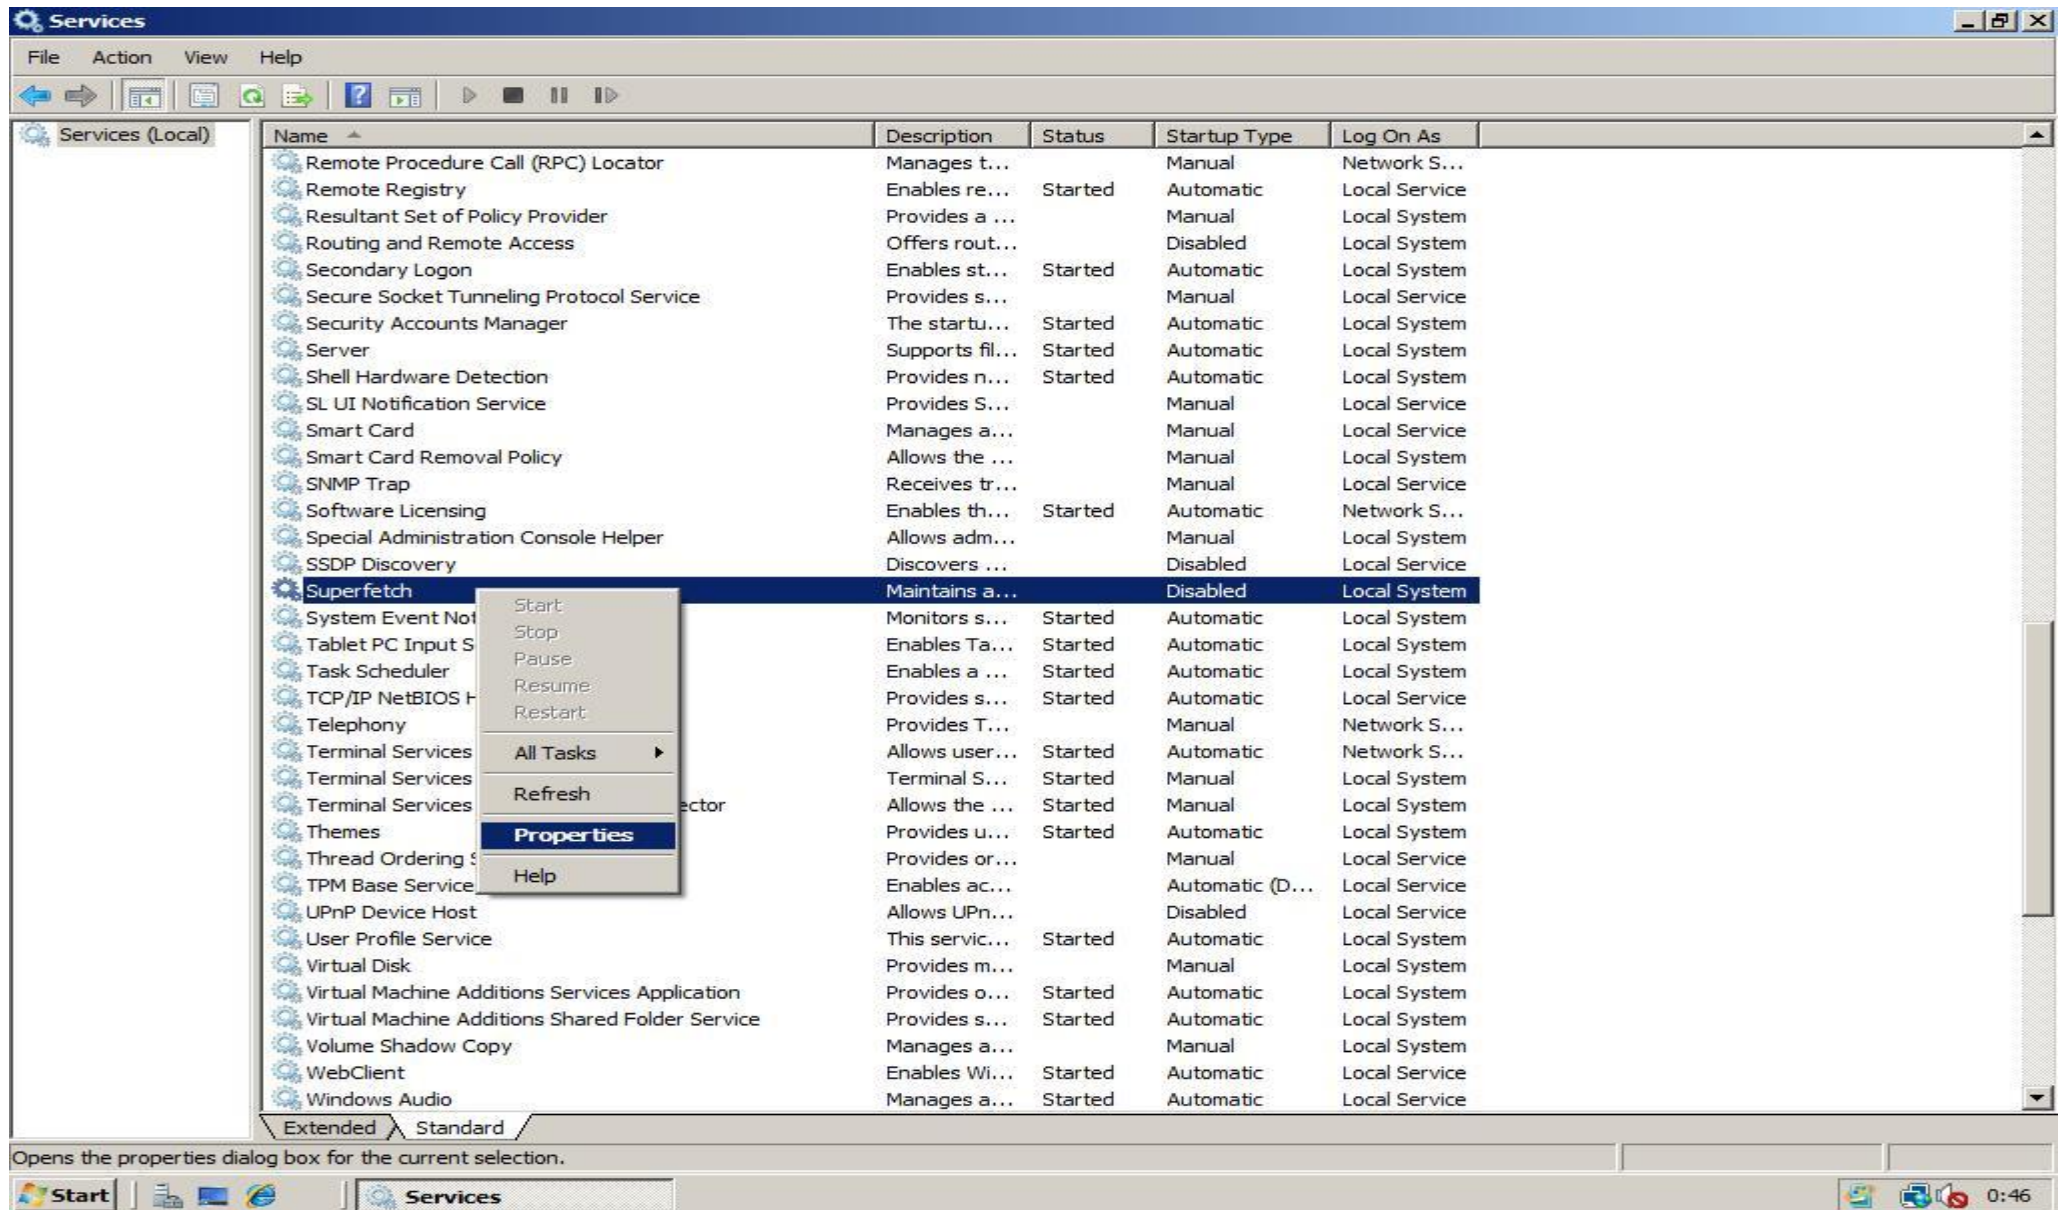 Services
File Action View Help
Services (Local)
Name Description Status Startup Type Log On As
Remote Procedure Call (RPC) Locator Manages t... Manual Network S...
Remote Registry Enables re... Started Automatic Local Service
Resultant Set of Policy Provider Provides a ... Manual Local System
Routing and Remote Access Offers rout... Disabled Local System
Secondary Logon Enables st... Started Automatic Local System
Secure Socket Tunneling Protocol Service Provides s... Manual Local Service
Security Accounts Manager The startu... Started Automatic Local System
Server Supports fil... Started Automatic Local System
Shell Hardware Detection Provides n... Started Automatic Local System
SL UI Notification Service Provides S... Manual Local Service
Smart Card Manages a... Manual Local Service
Smart Card Removal Policy Allows the ... Manual Local System
SNMP Trap Receives tr... Manual Local Service
Software Licensing Enables th... Started Automatic Network S...
Special Administration Console Helper Allows adm... Manual Local System
SSDP Discovery Discovers ... Disabled Local Service
Superfetch Maintains a... Disabled Local System
System Event Not Monitors s... Started Automatic Local System
Tablet PC Input S Enables Ta... Started Automatic Local System
Task Scheduler Enables a ... Started Automatic Local System
TCP/IP NetBIOS H Provides s... Started Automatic Local Service
Telephony Provides T... Manual Network S...
Terminal Services Allows user... Started Automatic Network S...
Terminal Services Terminal S... Started Manual Local System
Terminal Services ector Allows the ... Started Manual Local System
Themes Provides u... Started Automatic Local System
Thread Ordering S Provides or... Manual Local Service
TPM Base Service Enables ac... Automatic (D... Local Service
UPnP Device Host Allows UPn... Disabled Local Service
User Profile Service This servic... Started Automatic Local System
Virtual Disk Provides m... Manual Local System
Virtual Machine Additions Services Application Provides o... Started Automatic Local System
Virtual Machine Additions Shared Folder Service Provides s... Started Automatic Local System
Volume Shadow Copy Manages a... Manual Local System
WebClient Enables Wi... Started Automatic Local Service
Windows Audio Manages a... Started Automatic Local Service
Start
Stop
Pause
Resume
Restart
All Tasks
Refresh
Properties
Help
Extended Standard
Opens the properties dialog box for the current selection.
Start Services 0:46